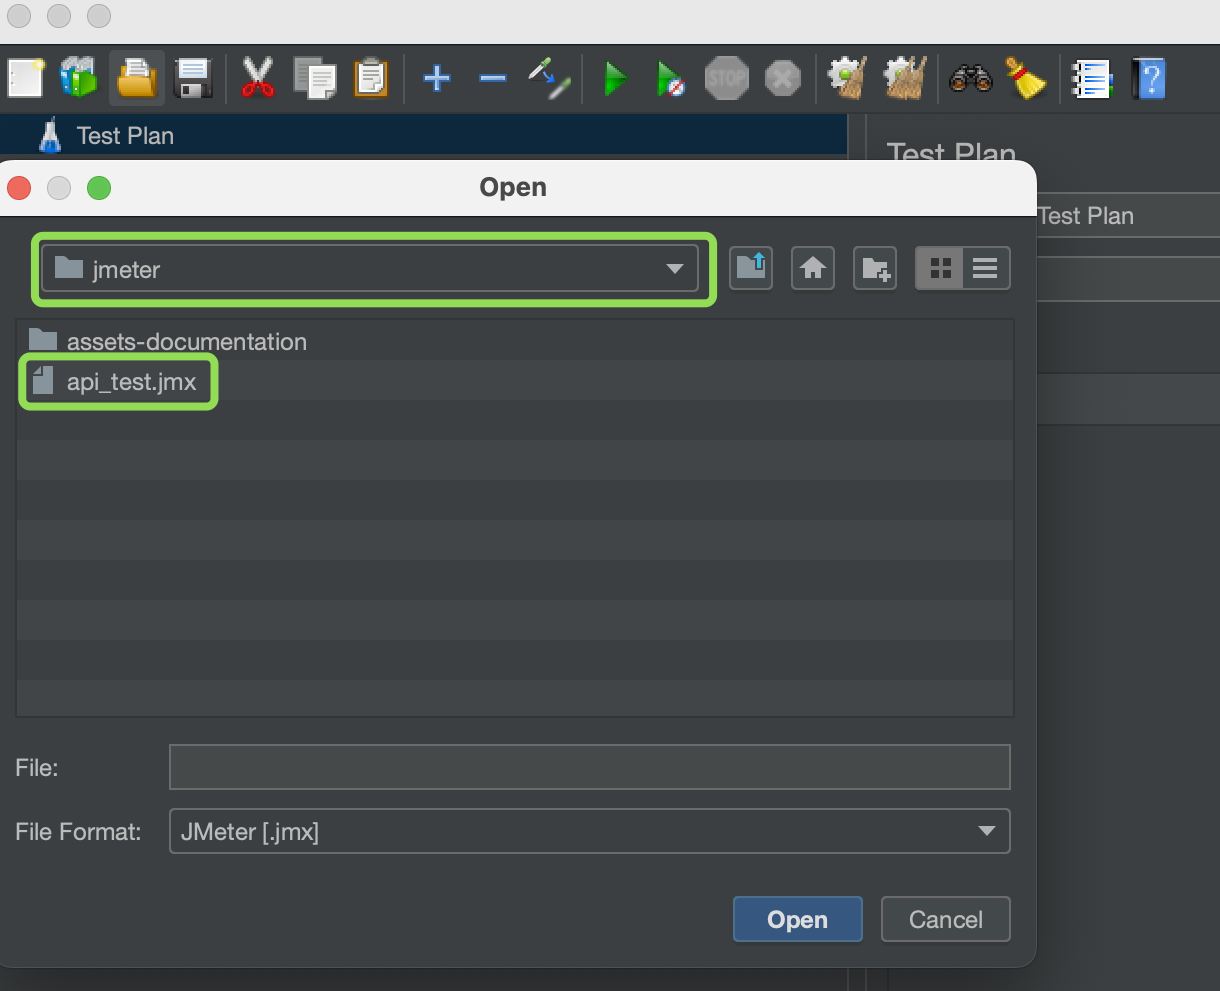 STOP
?
Test Plan
Test Plan
Open
Test Plan
jmeter
assets-documentation
api_test.jmx
File:
File Format:
JMeter [.jmx]
Open
Cancel